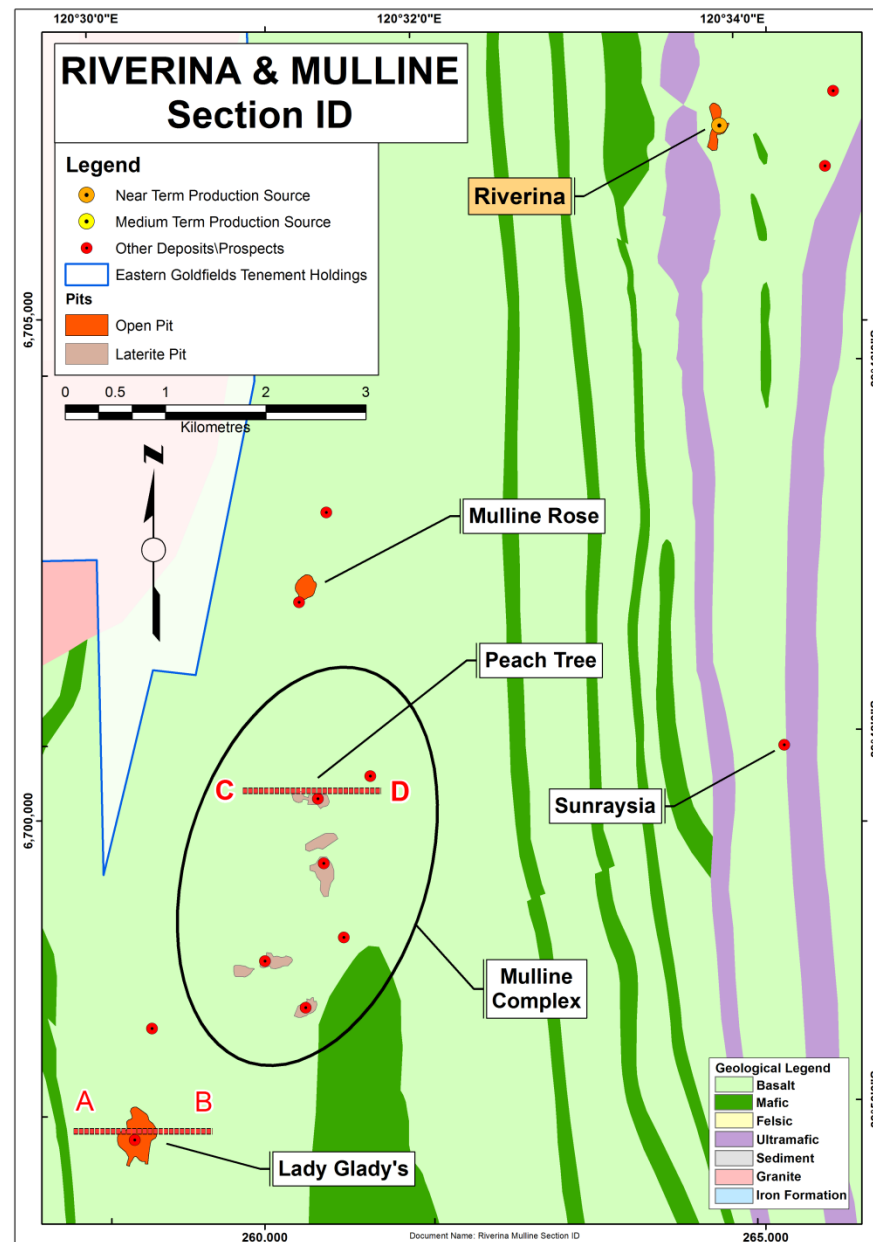 120°30'0"E
120°32'0"E
120°34'0"E
RIVERINA & MULLINE
Section ID
Legend
Near Term Production Source
Medium Term Production Source
Other Deposits\Prospects
Eastern Goldfields Tenement Holdings
Pits
Open Pit
Laterite Pit
0 0.5 1 2 3
Kilometres
N
6,705,000
6,700,000
Riverina
Mulline Rose
Peach Tree
C
D
Sunraysia
Mulline
Complex
A
B
Lady Glady's
Geological Legend
Basalt
Mafic
Felsic
Ultramafic
Sediment
Granite
Iron Formation
260,000
265,000
Document Name: Riverina Mulline Section ID